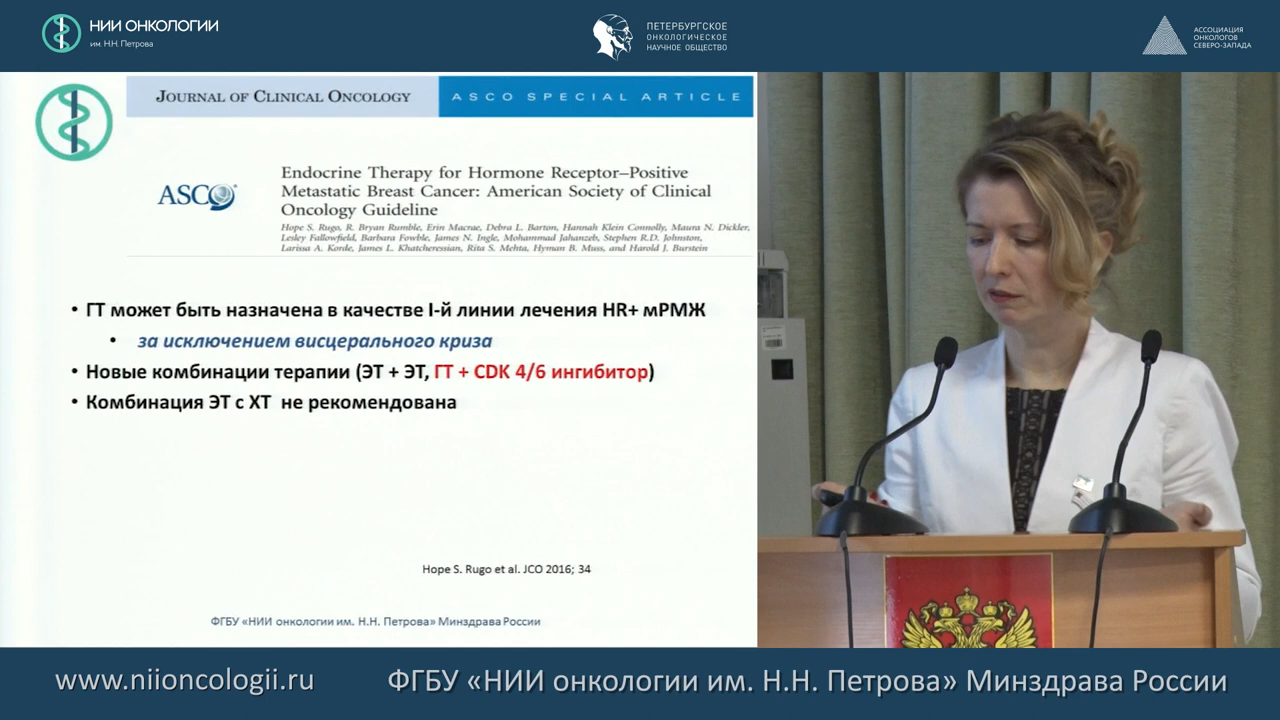 НИИ ОНКОЛОГИИ
им. Н.Н. Петрова
ПЕТЕРБУРГСКОЕ
ОНКОЛОГИЧЕСКОЕ
НАУЧНОЕ ОБЩЕСТВО
АССОЦИАЦИЯ
ОНКОЛОГОВ
СЕВЕРО-ЗАПАДА
JOURNAL OF CLINICAL ONCOLOGY
ASCO SPECIAL ARTICLE
ASCO
Endocrine Therapy for Hormone Receptor–Positive
Metastatic Breast Cancer: American Society of Clinical
Oncology Guideline
Hope S. Rugo, R. Bryan Rumble, Erin Macrae, Debra L. Barton, Hannah Klein Connolly, Maura N. Dickler,
Lesley Fallowfield, Barbara Fowble, James N. Ingle, Mohammad Jahanzeb, Stephen R.D. Johnston,
Larissa A. Korde, James L. Khatcheressian, Rita S. Mehta, Hyman B. Muss, and Harold J. Burstein
• ГТ может быть назначена в качестве I-й линии лечения HR+ мРМЖ
• за исключением висцерального криза
• Новые комбинации терапии (ЭТ + ЭТ, ГТ + CDK 4/6 ингибитор)
• Комбинация ЭТ с ХТ не рекомендована
Hope S. Rugo et al. JCO 2016; 34
ФГБУ «НИИ онкологии им. Н.Н. Петрова» Минздрава России
www.niioncologii.ru
ФГБУ «НИИ онкологии им. Н.Н. Петрова» Минздрава России